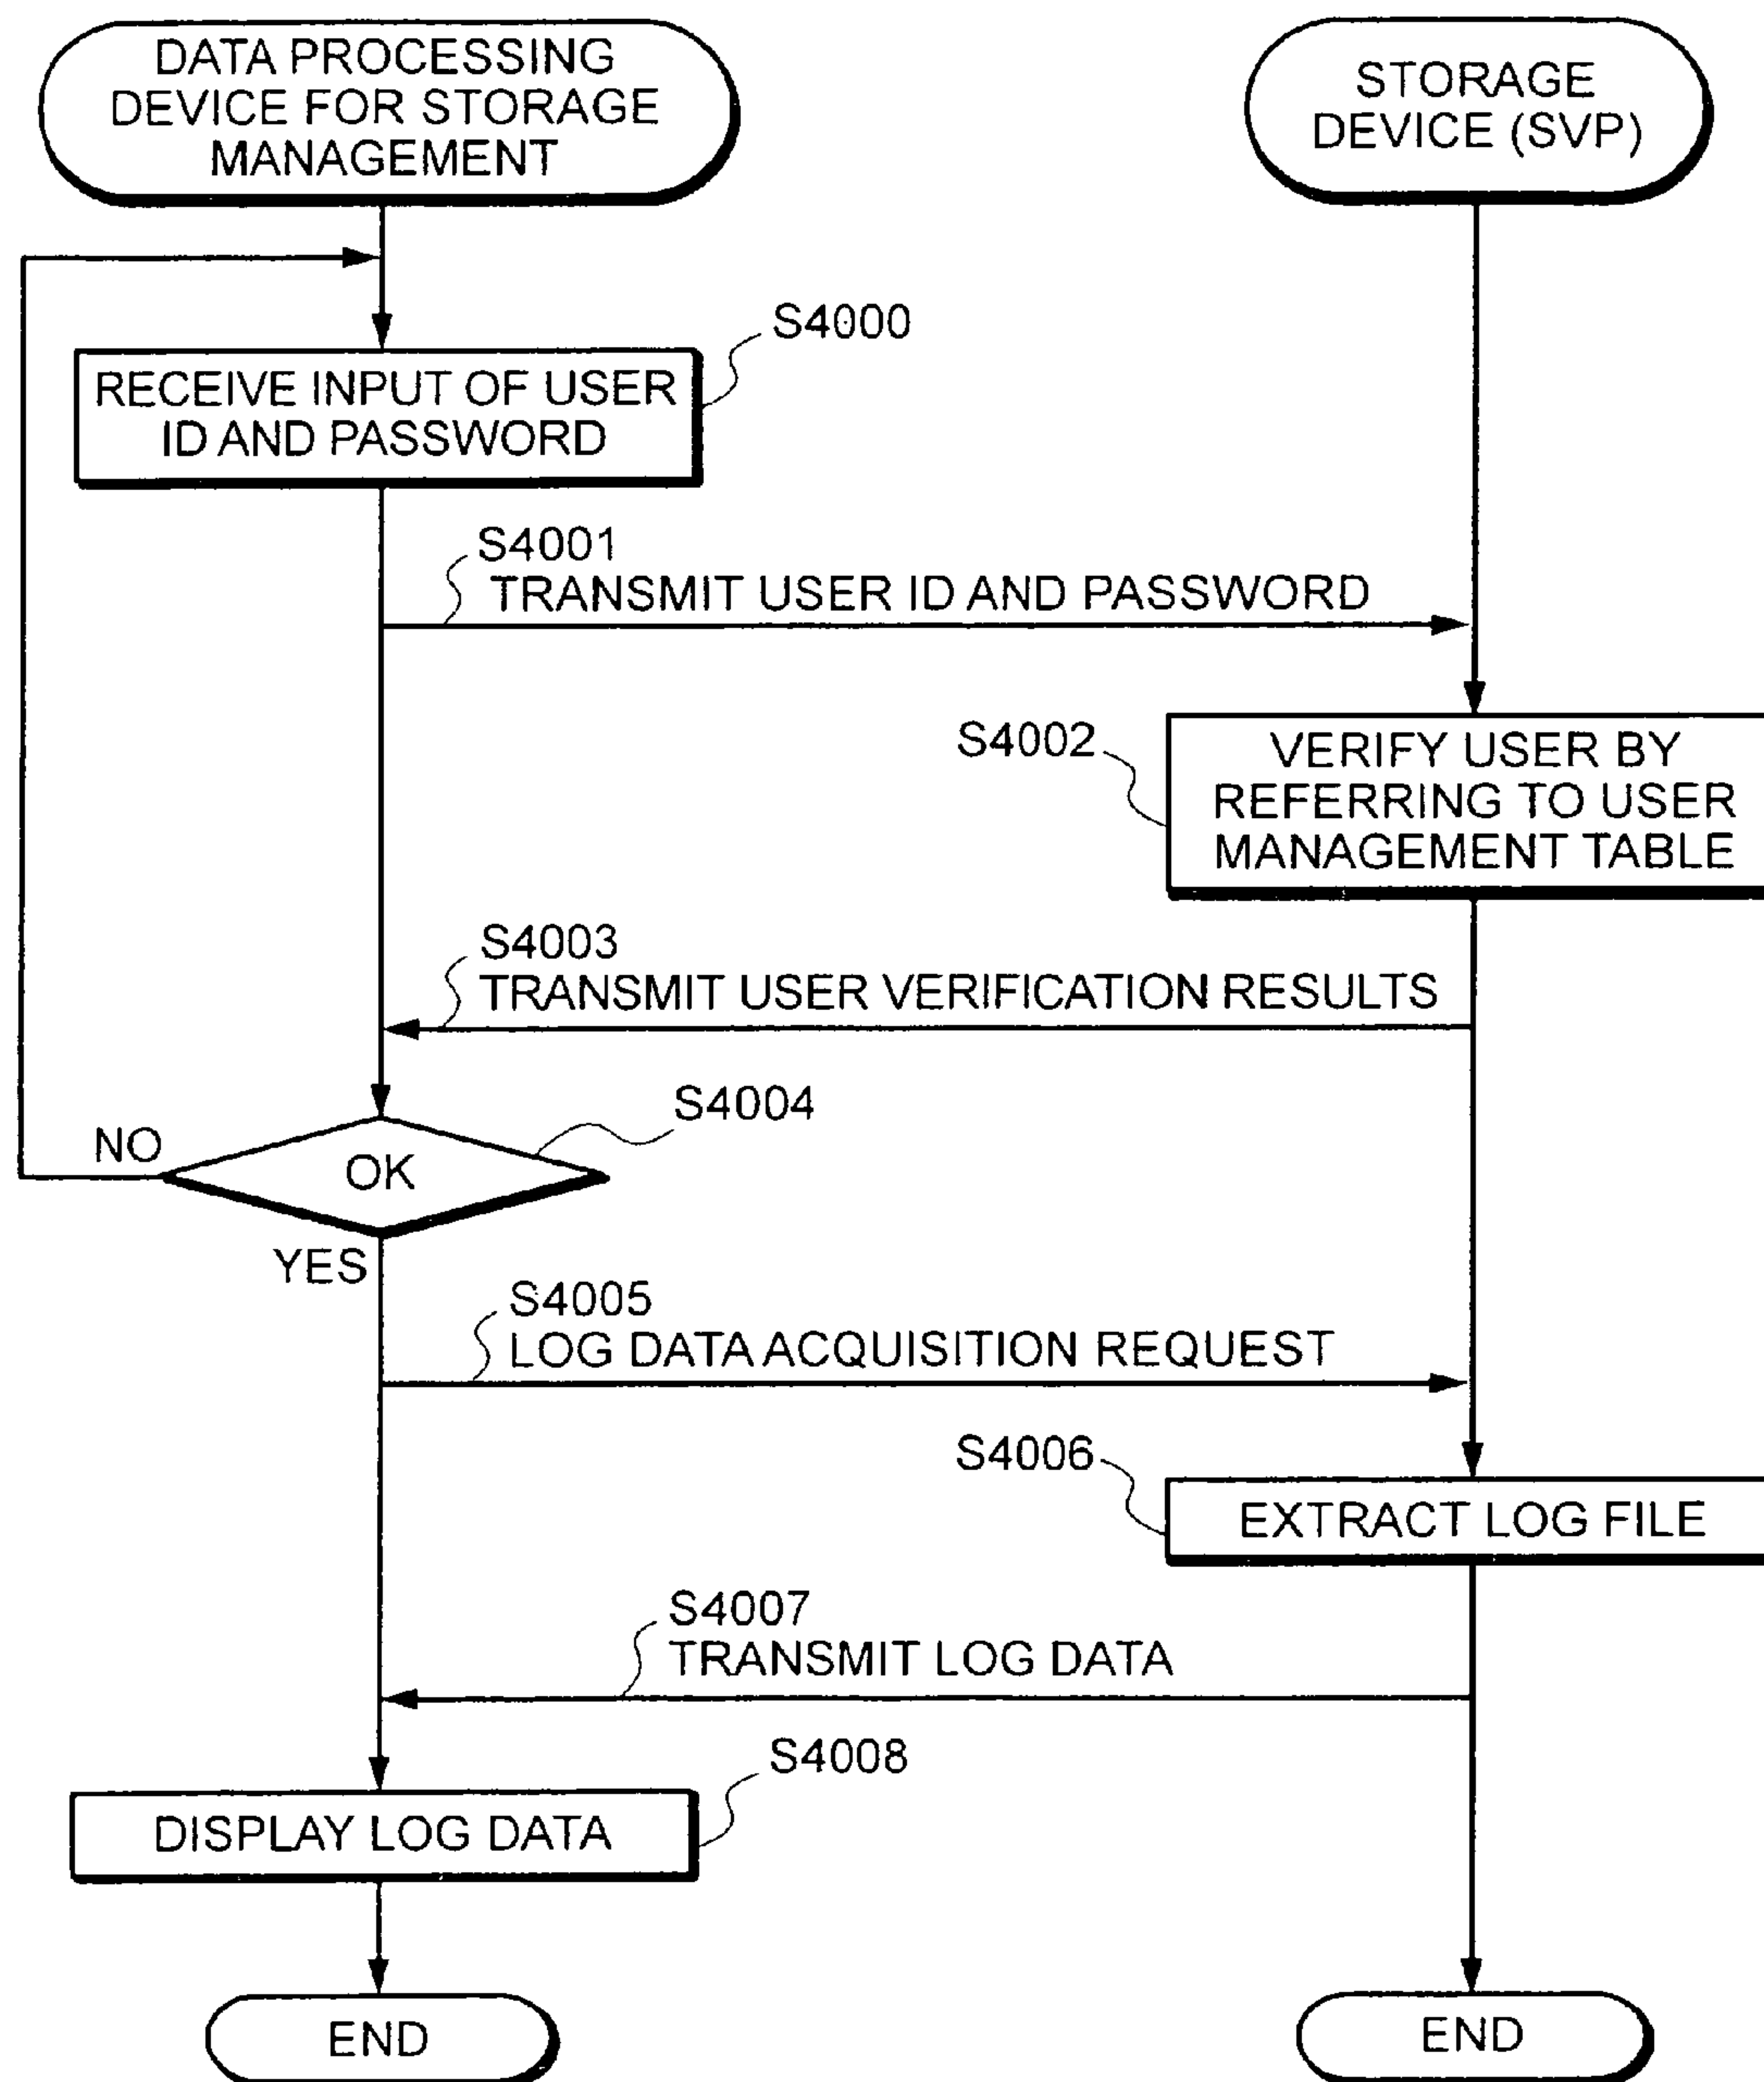 DATA PROCESSING
DEVICE FOR STORAGE
MANAGEMENT
STORAGE
DEVICE (SVP)
S4000
RECEIVE INPUT OF USER
ID AND PASSWORD
S4001
TRANSMIT USER ID AND PASSWORD
S4002
VERIFY USER BY
REFERRING TO USER
MANAGEMENT TABLE
S4003
TRANSMIT USER VERIFICATION RESULTS
S4004
NO
OK
YES
S4005
LOG DATA ACQUISITION REQUEST
S4006
EXTRACT LOG FILE
S4007
TRANSMIT LOG DATA
S4008
DISPLAY LOG DATA
END
END